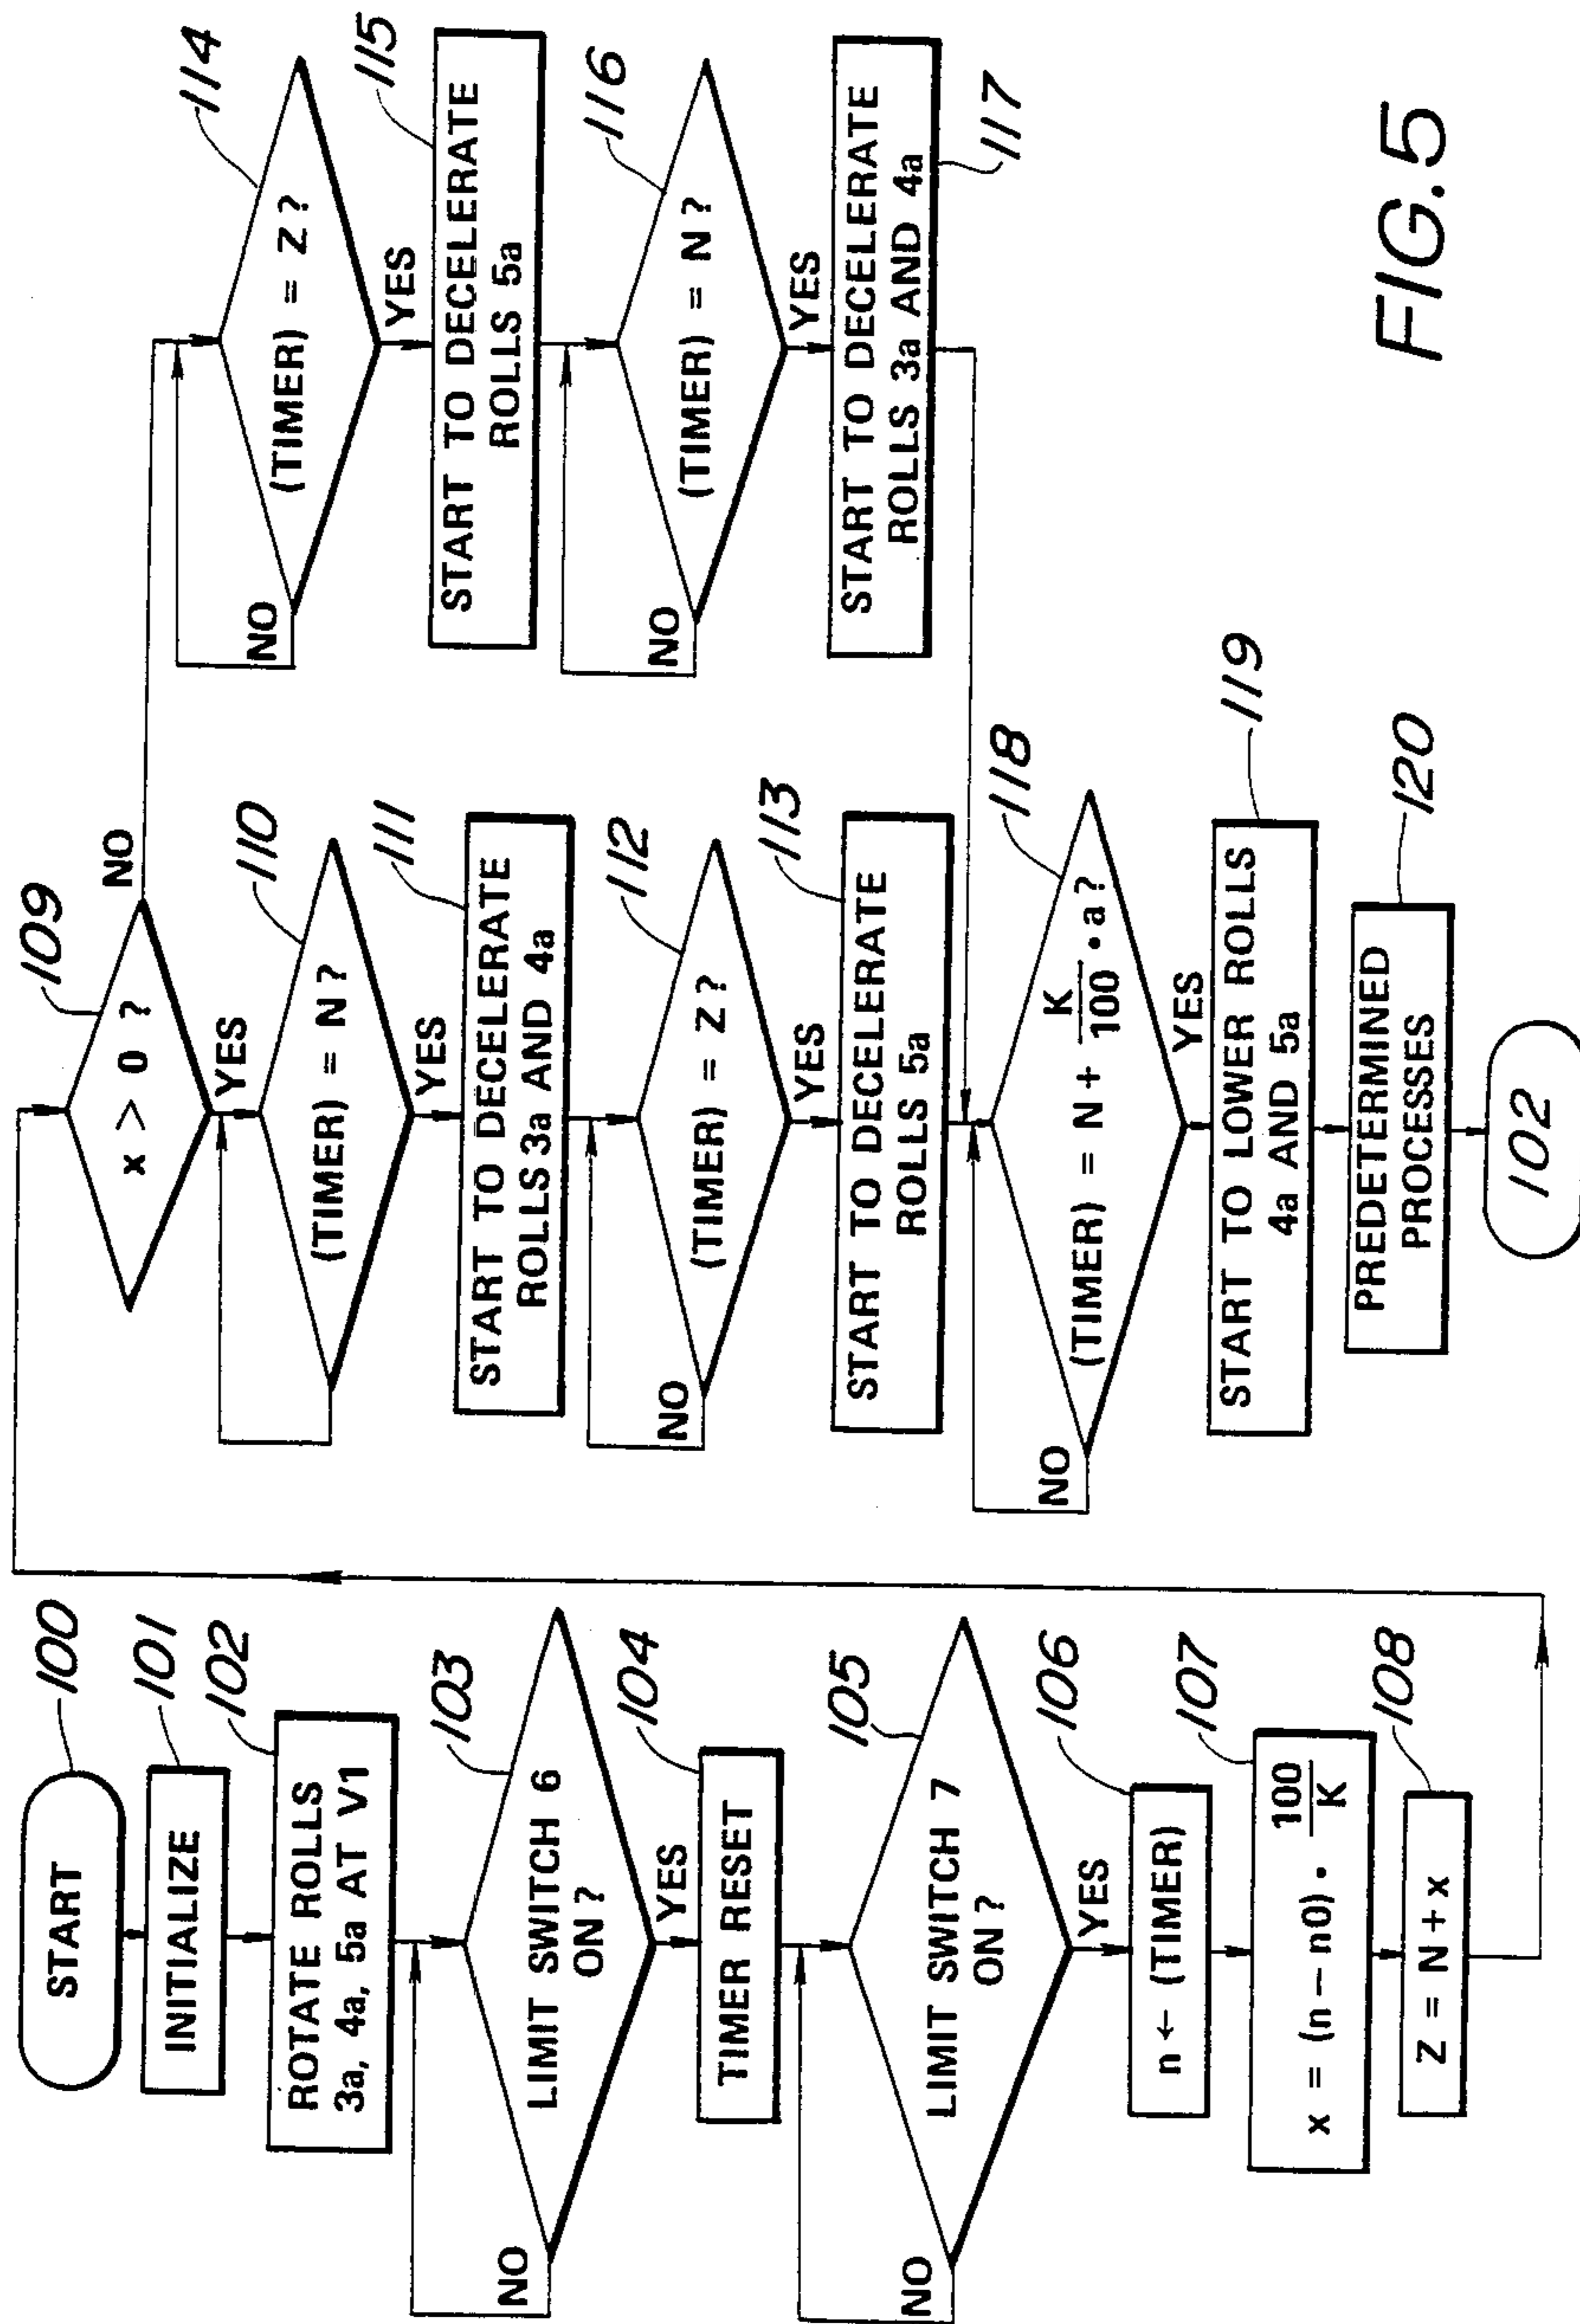 START
100
INITIALIZE
101
ROTATE ROLLS
3a, 4a, 5a AT V1
102
LIMIT SWITCH 6
ON?
103
NO
YES
TIMER RESET
104
LIMIT SWITCH 7
ON?
105
NO
YES
n ← (TIMER)
106
x = (n − n0) · 100/K
107
Z = N + x
108
x > 0 ?
109
NO
YES
(TIMER) = N ?
110
YES
START TO DECELERATE
ROLLS 3a AND 4a
111
(TIMER) = Z ?
112
NO
YES
START TO DECELERATE
ROLLS 5a
113
(TIMER) = N + K/100 · a ?
118
NO
YES
START TO LOWER ROLLS
4a AND 5a
119
PREDETERMINED
PROCESSES
120
102
(TIMER) = Z ?
114
NO
YES
START TO DECELERATE
ROLLS 5a
115
(TIMER) = N ?
116
NO
YES
START TO DECELERATE
ROLLS 3a AND 4a
117
FIG. 5